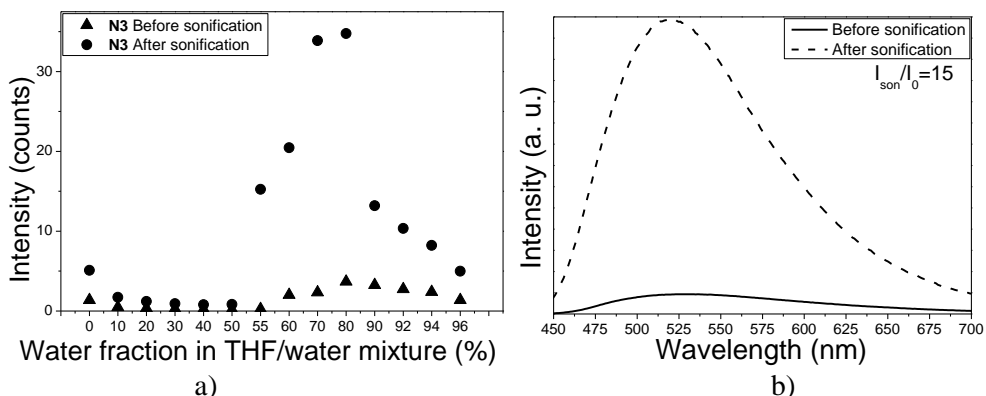 N3 Before sonification
N3 After sonification
Intensity (counts)
30
20
10
0
0 10 20 30 40 50 55 60 70 80 90 92 94 96
Water fraction in THF/water mixture (%)
a)
Before sonification
After sonification
I_son/I_0=15
Intensity (a. u.)
450 475 500 525 550 575 600 625 650 675 700
Wavelength (nm)
b)